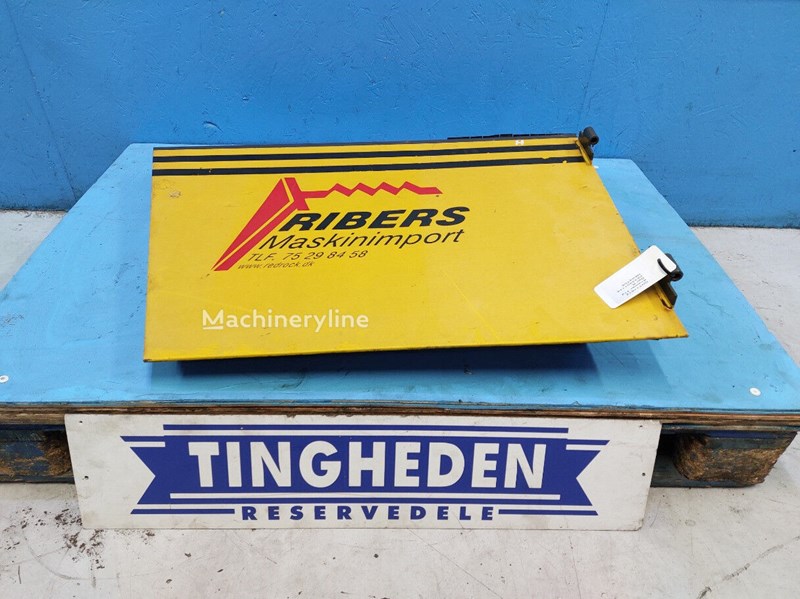 RIBERS
Maskinimport
TLF. 75 29 84 58
www.redrock.dk
Machineryline
TINGHEDEN
RESERVEDELE